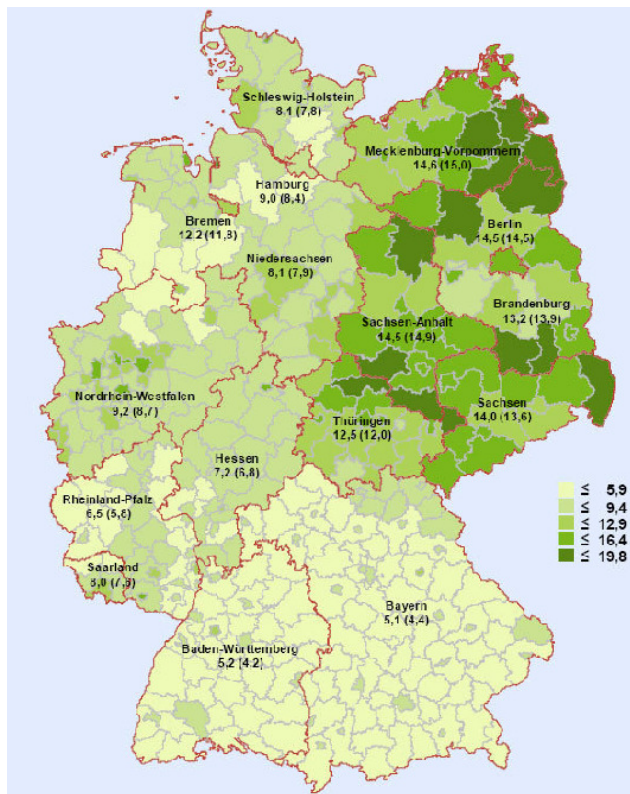 Schleswig-Holstein
8,1 (7,8)
Mecklenburg-Vorpommern
14,6 (15,0)
Hamburg
9,0 (8,4)
Bremen
12,2 (11,8)
Berlin
14,5 (14,5)
Niedersachsen
8,1 (7,9)
Brandenburg
13,2 (13,9)
Sachsen-Anhalt
14,5 (14,9)
Nordrhein-Westfalen
9,2 (8,7)
Sachsen
14,0 (13,6)
Thüringen
12,5 (12,0)
Hessen
7,2 (6,8)
Rheinland-Pfalz
6,5 (5,8)
Saarland
8,0 (7,3)
Bayern
5,1 (4,4)
Baden-Württemberg
5,2 (4,2)
≤ 5,9
≤ 9,4
≤ 12,9
≤ 16,4
≤ 19,8